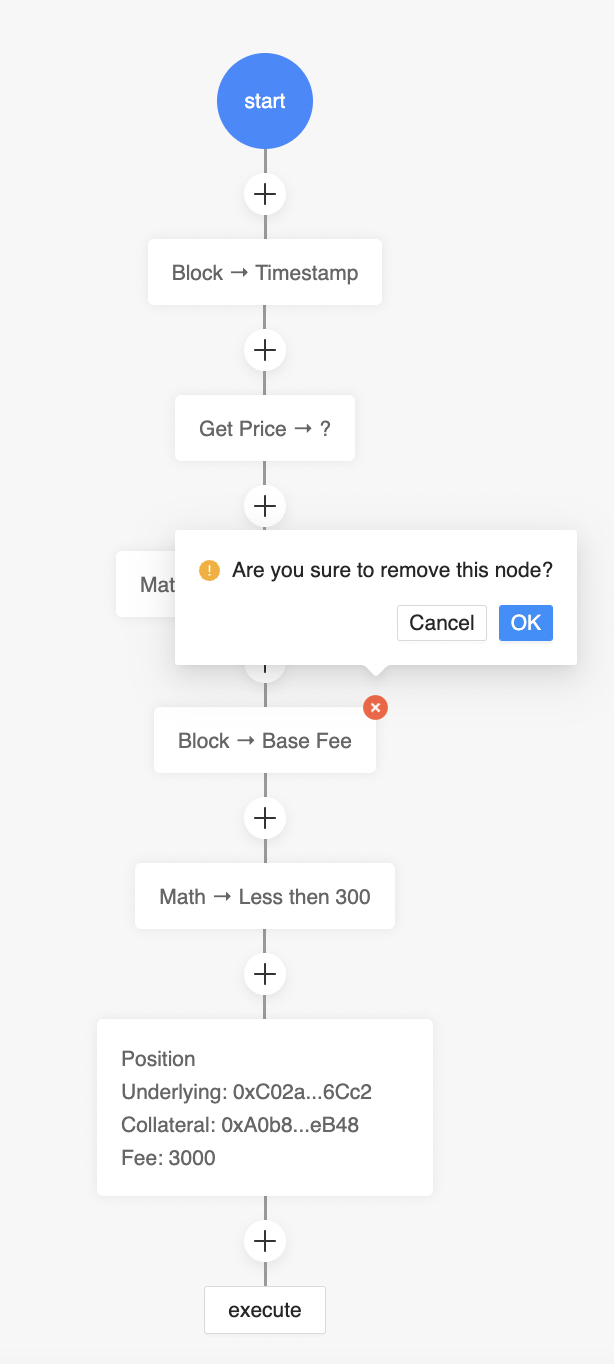 start
Block → Timestamp
Get Price → ?
Are you sure to remove this node?
Mat
Cancel OK
Block → Base Fee
Math → Less then 300
Position
Underlying: 0xC02a...6Cc2
Collateral: 0xA0b8...eB48
Fee: 3000
execute